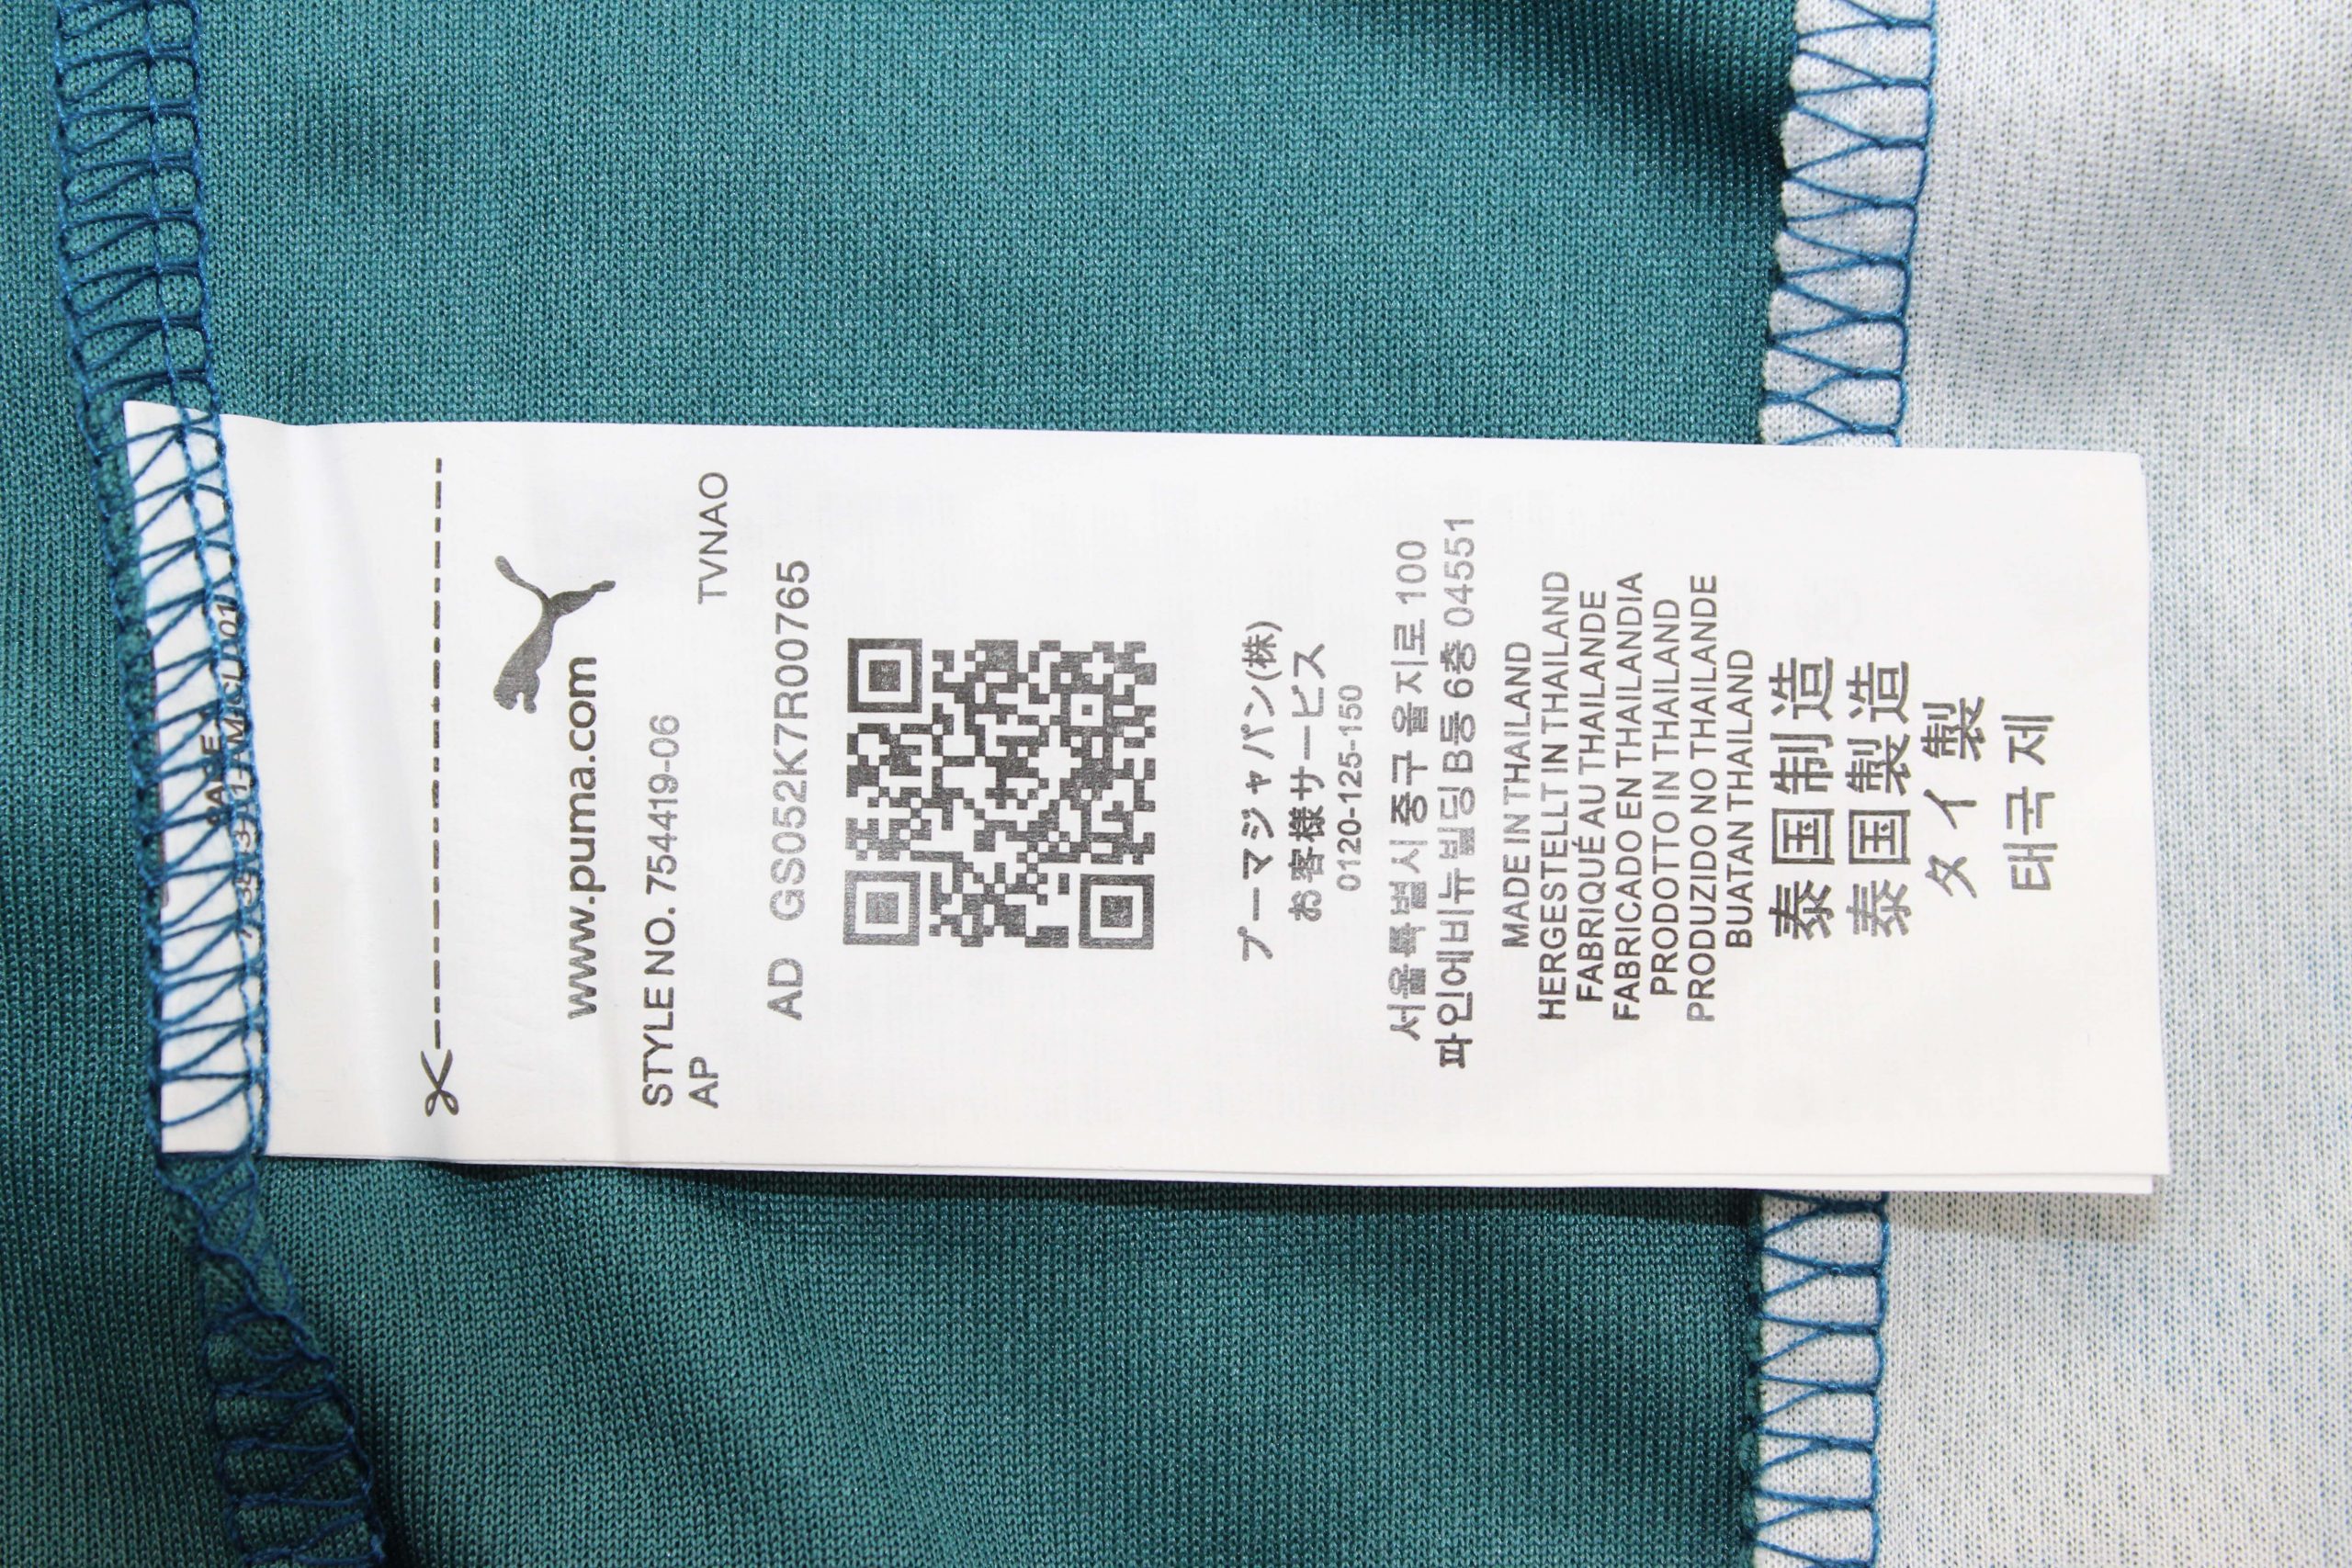 www.puma.com
STYLE NO. 754419-06
AP TVNAO
AD GS052K7R00765
プーマジャパン(株)
お客様サービス
0120-125-150
서울특별시 중구 을지로 100
파인에비뉴 빌딩 B동 6층 04551
MADE IN THAILAND
HERGESTELLT IN THAILAND
FABRIQUÉ AU THAILANDE
FABRICADO EN THAILANDIA
PRODOTTO IN THAILAND
PRODUZIDO NO THAILANDE
BUATAN THAILAND
泰国制造
泰国製造
タイ製
태국 제